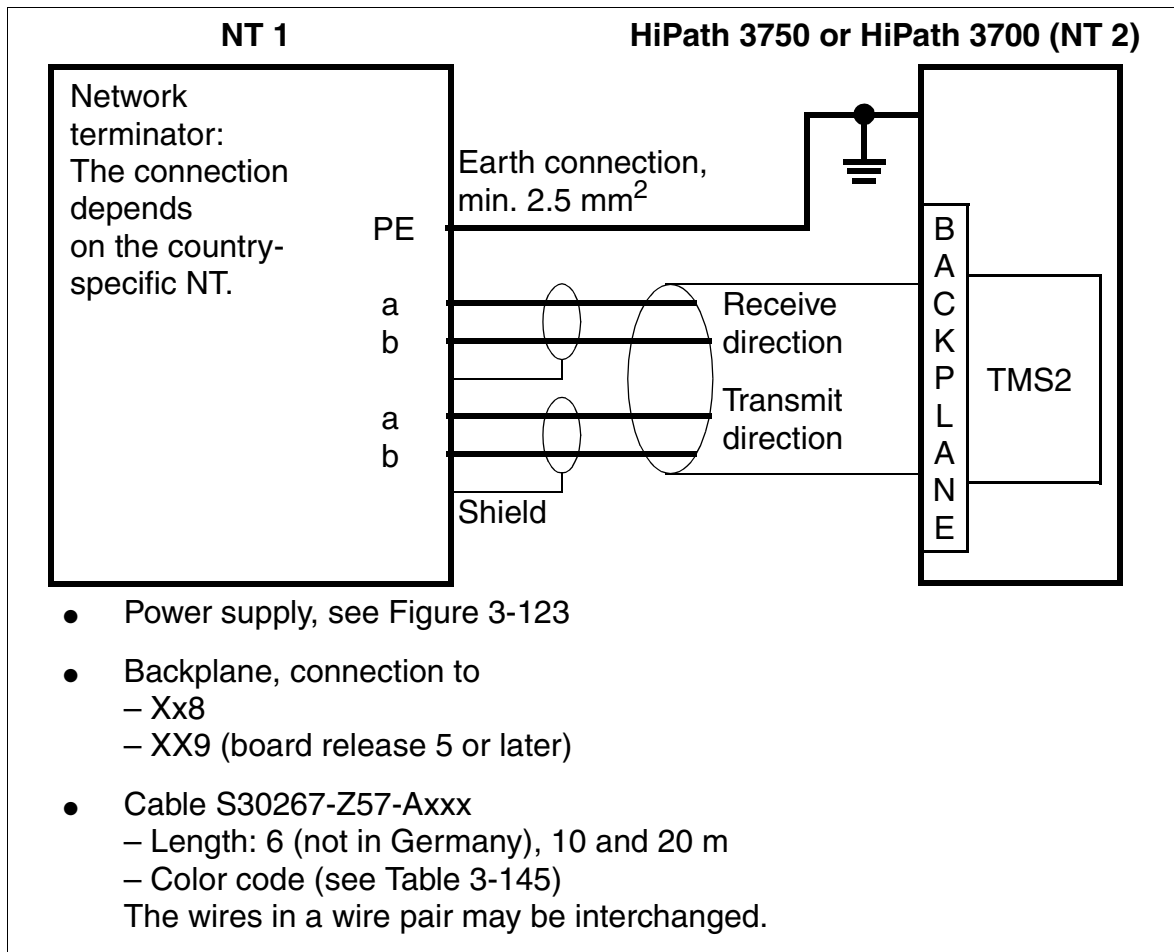 NT 1
HiPath 3750 or HiPath 3700 (NT 2)
Network
terminator:
The connection
depends
on the country-
specific NT.
Earth connection,
min. 2.5 mm2
PE
a
b
a
b
Receive
direction
Transmit
direction
Shield
B
A
C
K
P
L
A
N
E
TMS2
● Power supply, see Figure 3-123
● Backplane, connection to
– Xx8
– XX9 (board release 5 or later)
● Cable S30267-Z57-Axxx
– Length: 6 (not in Germany), 10 and 20 m
– Color code (see Table 3-145)
The wires in a wire pair may be interchanged.